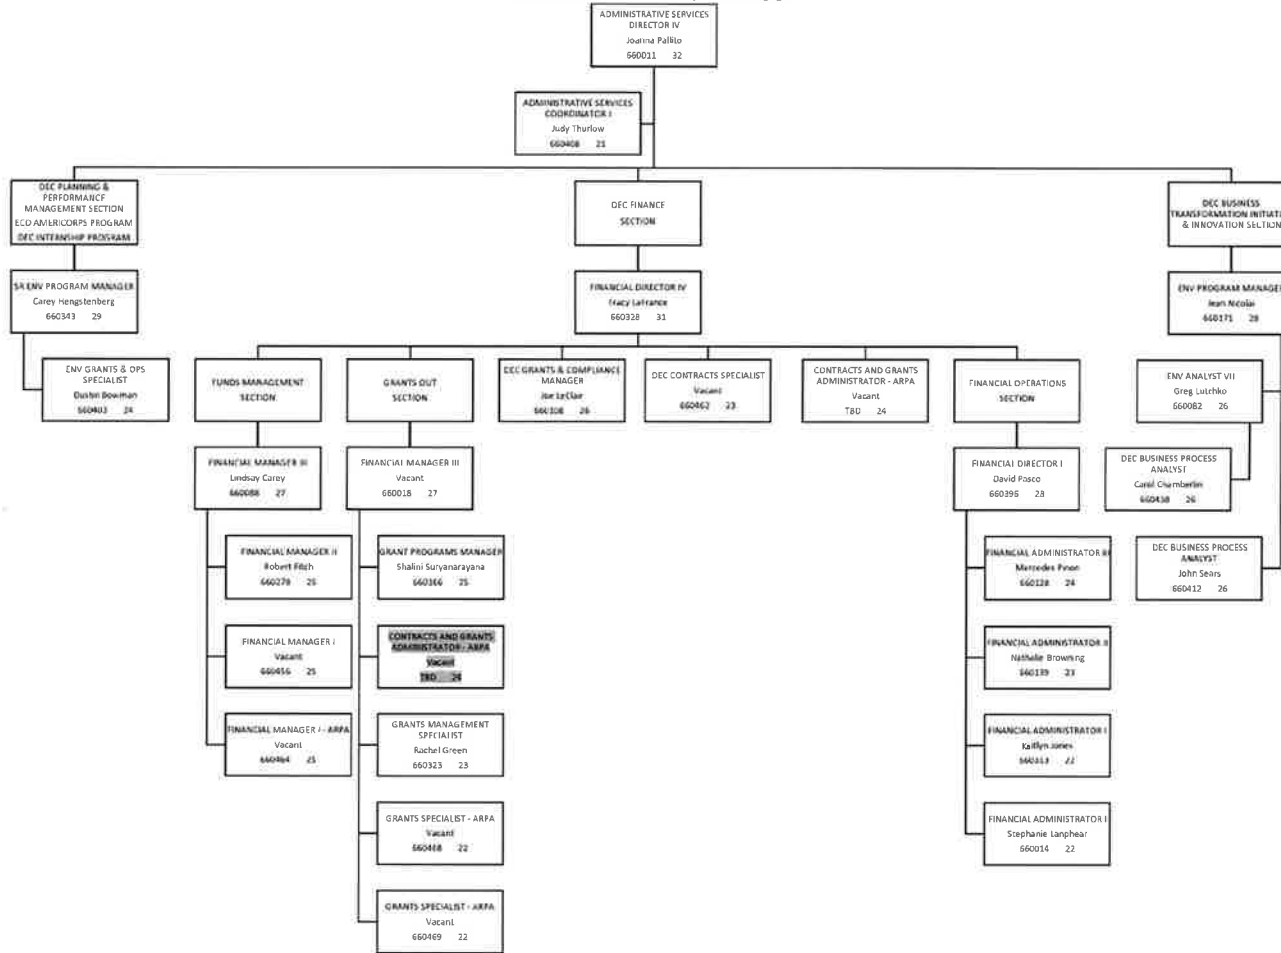 ADMINISTRATIVE SERVICES
DIRECTOR IV
Joanna Pallito
660011 32
ADMINISTRATIVE SERVICES
COORDINATOR I
Judy Thurlow
660408 21
DEC PLANNING &
PERFORMANCE
MANAGEMENT SECTION
ECO AMERICORPS PROGRAM
DEC INTERNSHIP PROGRAM
DEC FINANCE
SECTION
DEC BUSINESS
TRANSFORMATION INITIATI
& INNOVATION SECTION
SR ENV PROGRAM MANAGER
Carey Hengstenberg
660343 29
FINANCIAL DIRECTOR IV
Tracy LaFrance
660328 31
ENV PROGRAM MANAGER
Jean Nicolai
660171 28
ENV GRANTS & OPS
SPECIALIST
Dustin Bowman
660403 24
FUNDS MANAGEMENT
SECTION
GRANTS OUT
SECTION
DEC GRANTS & COMPLIANCE
MANAGER
Joe LeClair
660108 26
DEC CONTRACTS SPECIALIST
Vacant
660462 23
CONTRACTS AND GRANTS
ADMINISTRATOR - ARPA
Vacant
TBD 24
FINANCIAL OPERATIONS
SECTION
ENV ANALYST VII
Greg Lutchko
660082 26
FINANCIAL MANAGER III
Lindsay Carey
660088 27
FINANCIAL MANAGER III
Vacant
660018 27
FINANCIAL DIRECTOR I
David Pasco
660396 28
DEC BUSINESS PROCESS
ANALYST
Carol Chamberlin
660438 26
FINANCIAL MANAGER II
Robert Fitch
660279 26
GRANT PROGRAMS MANAGER
Shalini Suryanarayana
660366 25
FINANCIAL ADMINISTRATOR III
Mercedes Pinon
660128 24
DEC BUSINESS PROCESS
ANALYST
John Sears
660412 26
FINANCIAL MANAGER I
Vacant
660456 25
CONTRACTS AND GRANTS
ADMINISTRATOR - ARPA
Vacant
TBD 24
FINANCIAL ADMINISTRATOR II
Nathalie Browning
660139 23
FINANCIAL MANAGER I - ARPA
Vacant
660464 25
GRANTS MANAGEMENT
SPECIALIST
Rachel Green
660323 23
FINANCIAL ADMINISTRATOR I
Kaitlyn Jones
660313 22
GRANTS SPECIALIST - ARPA
Vacant
660468 22
FINANCIAL ADMINISTRATOR I
Stephanie Lanphear
660014 22
GRANTS SPECIALIST - ARPA
Vacant
660469 22